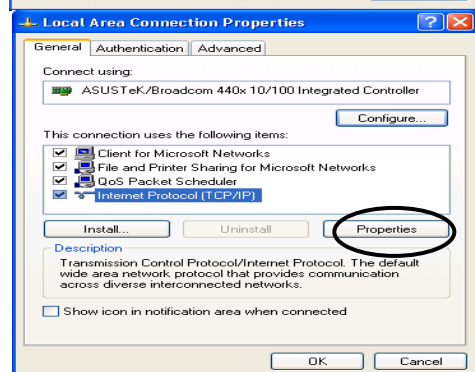 Local Area Connection Properties
General Authentication Advanced
Connect using:
ASUSTeK/Broadcom 440x 10/100 Integrated Controller
Configure...
This connection uses the following items:
Client for Microsoft Networks
File and Printer Sharing for Microsoft Networks
QoS Packet Scheduler
Internet Protocol (TCP/IP)
Install... Uninstall Properties
Description
Transmission Control Protocol/Internet Protocol. The default
wide area network protocol that provides communication
across diverse interconnected networks.
Show icon in notification area when connected
OK Cancel